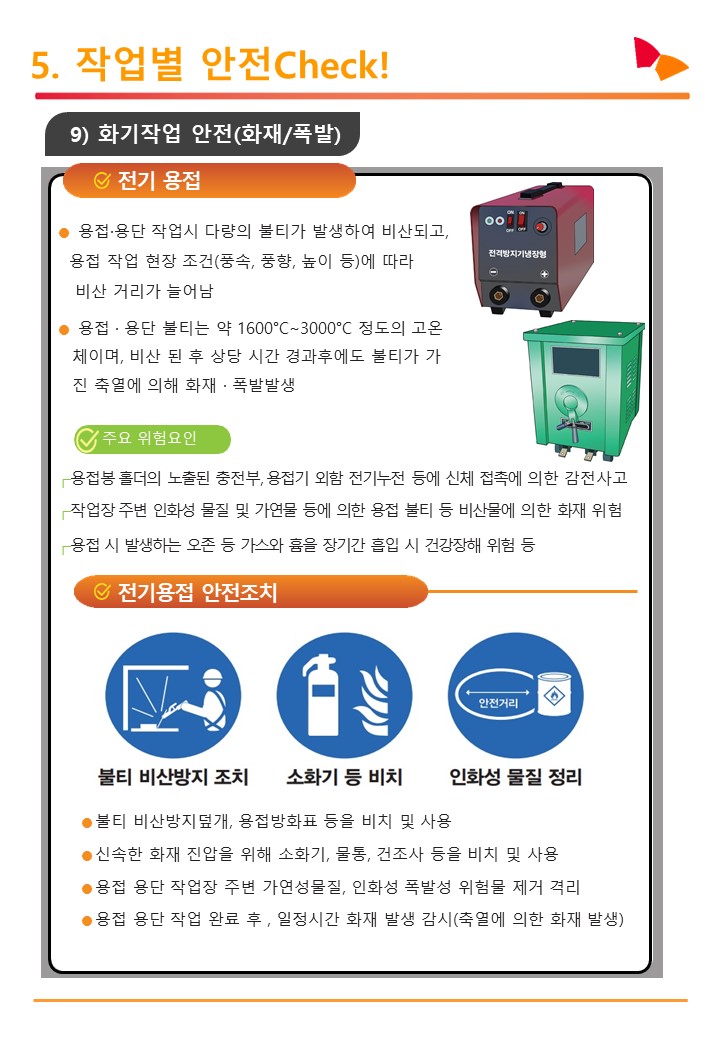 5. 작업별 안전Check!
9) 화기작업 안전(화재/폭발)
전기 용접
용접·용단 작업시 다량의 불티가 발생하여 비산되고,
용접 작업 현장 조건(풍속, 풍향, 높이 등)에 따라
비산 거리가 늘어남
ON
ON
OFF
OFF
전격방지기내장형
용접 · 용단 불티는 약 1600°C~3000°C 정도의 고온
체이며, 비산 된 후 상당 시간 경과후에도 불티가 가
진 축열에 의해 화재 · 폭발발생
주요 위험요인
용접봉 홀더의 노출된 충전부, 용접기 외함 전기누전 등에 신체 접촉에 의한 감전사고
작업장 주변 인화성 물질 및 가연물 등에 의한 용접 불티 등 비산물에 의한 화재 위험
용접 시 발생하는 오존 등 가스와 흄을 장기간 흡입 시 건강장해 위험 등
전기용접 안전조치
안전거리
불티 비산방지 조치
소화기 등 비치
인화성 물질 정리
불티 비산방지덮개, 용접방화포 등을 비치 및 사용
신속한 화재 진압을 위해 소화기, 물통, 건조사 등을 비치 및 사용
용접 용단 작업장 주변 가연성물질, 인화성 폭발성 위험물 제거 격리
용접 용단 작업 완료 후 , 일정시간 화재 발생 감시(축열에 의한 화재 발생)